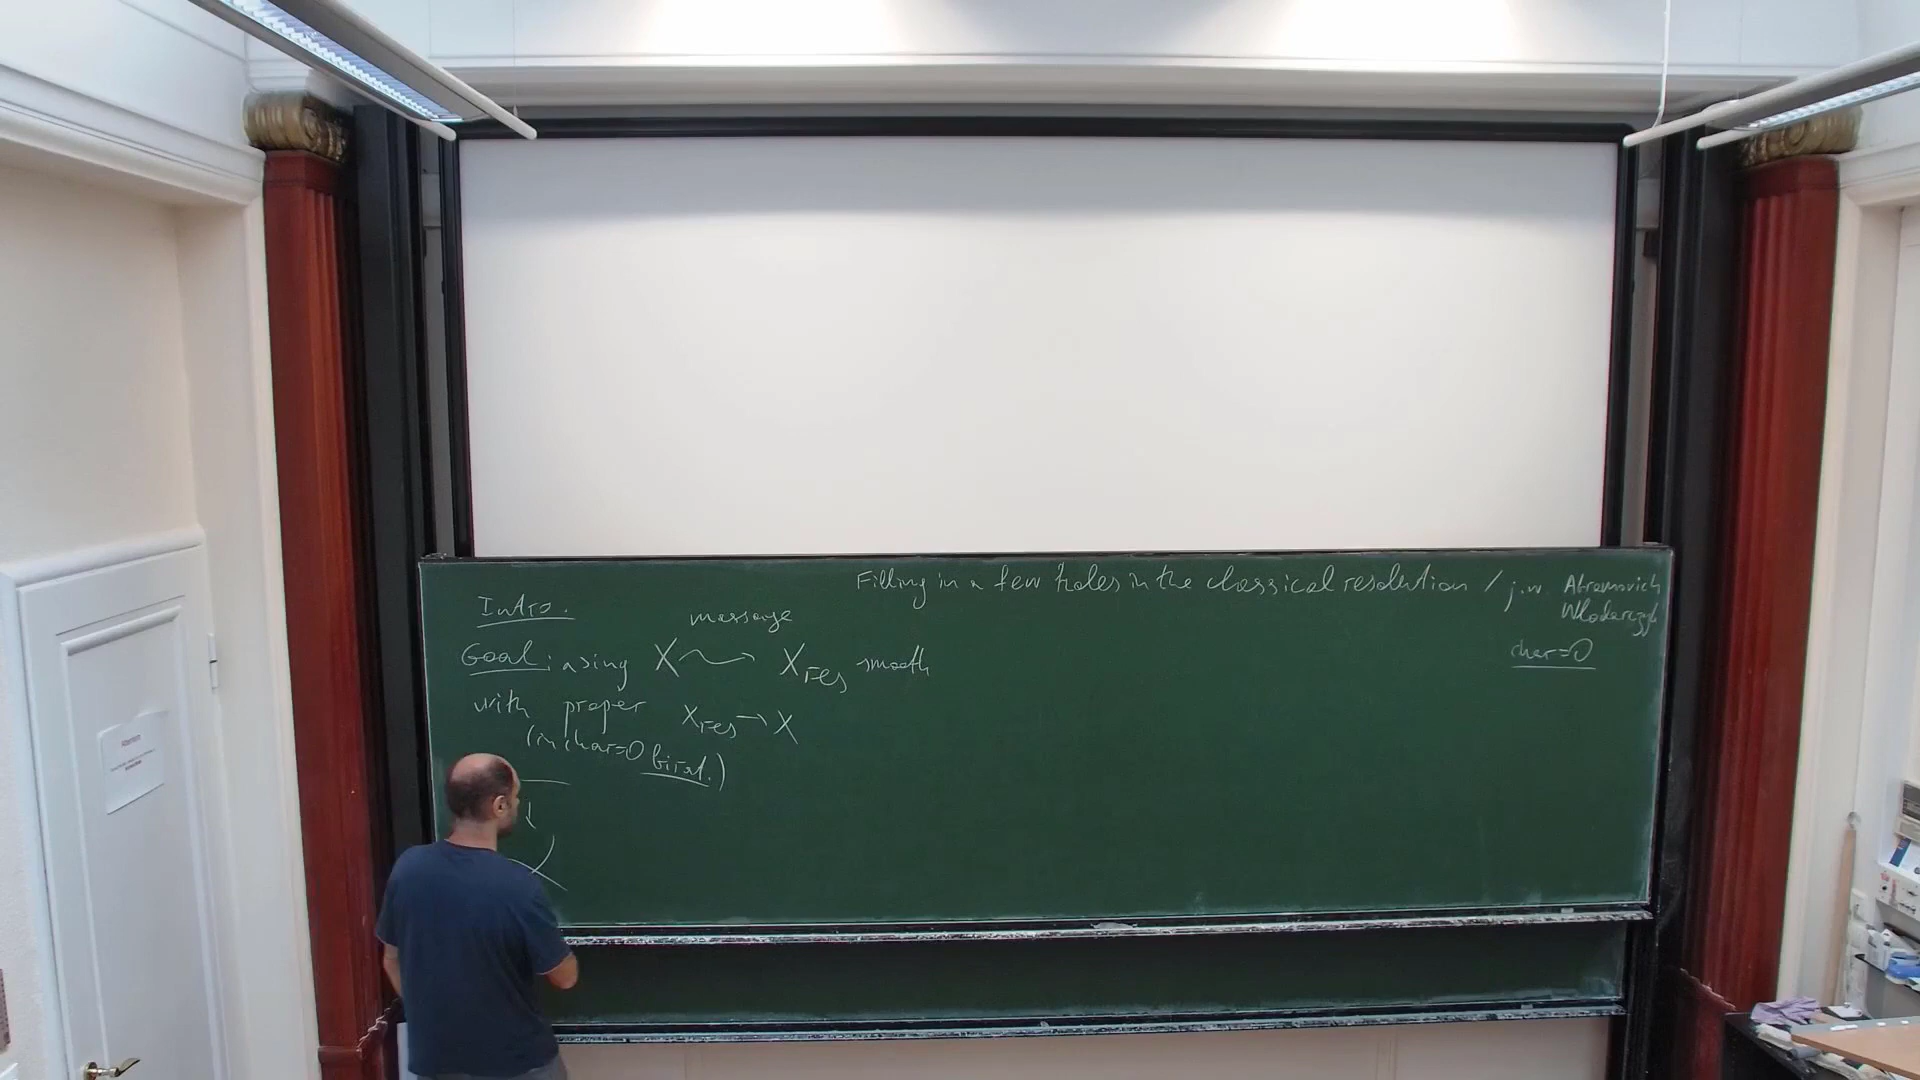 Filling in a few holes in the classical resolution / j.w. Abramovich
Wlodarczyk
char=0
Intro.
message
Goal: using X ⇝ X_res smooth
with proper X_res → X
(in char=0 birat.)